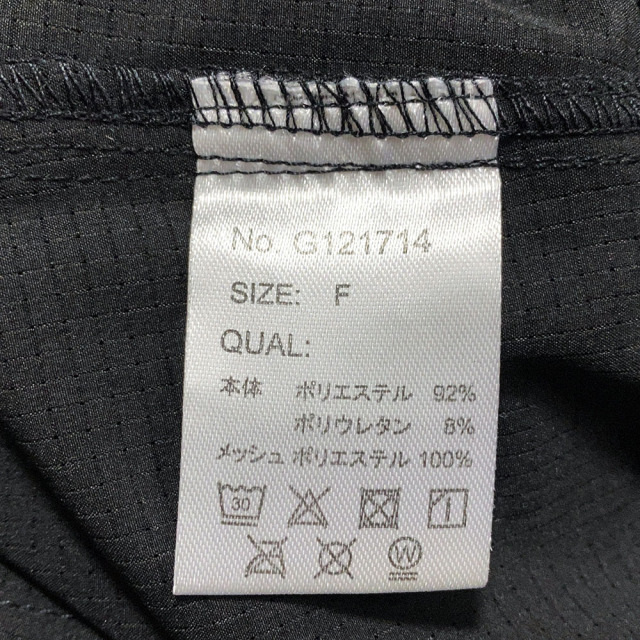 No. G121714
SIZE: F
QUAL:
本体 ポリエステル 92%
ポリウレタン 8%
メッシュ ポリエステル 100%
30
W